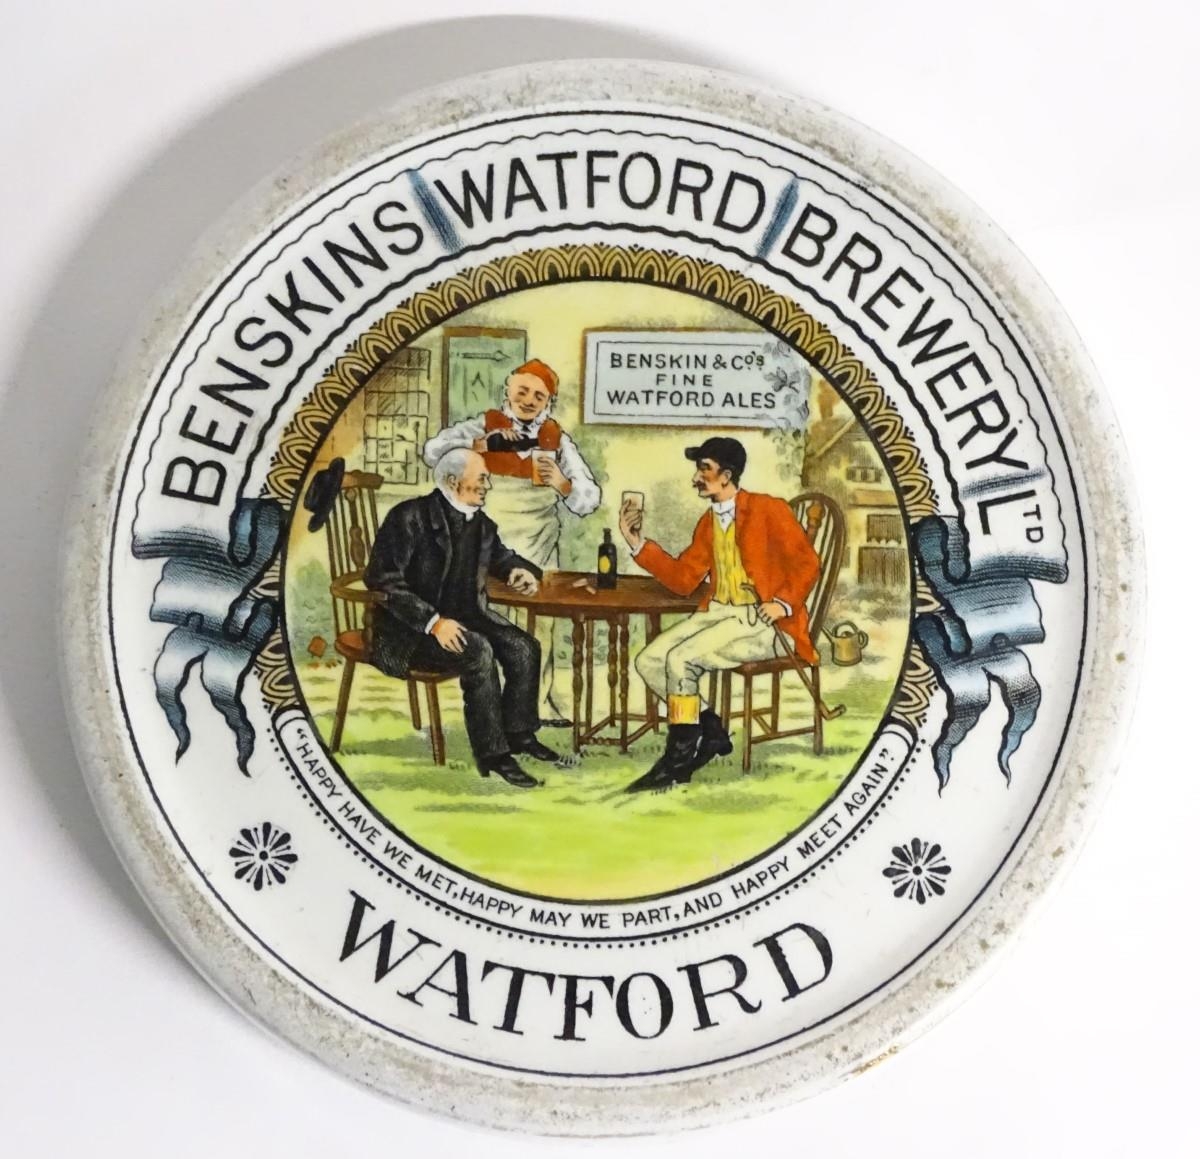 BENSKINS WATFORD BREWERY LTD
BENSKIN & Co's
FINE
WATFORD ALES
"HAPPY HAVE WE MET, HAPPY MAY WE PART, AND HAPPY MEET AGAIN"
WATFORD